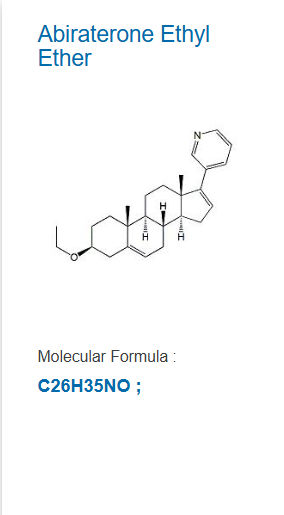 Abiraterone Ethyl
Ether
N
H
H
H
O
Molecular Formula :
C26H35NO ;